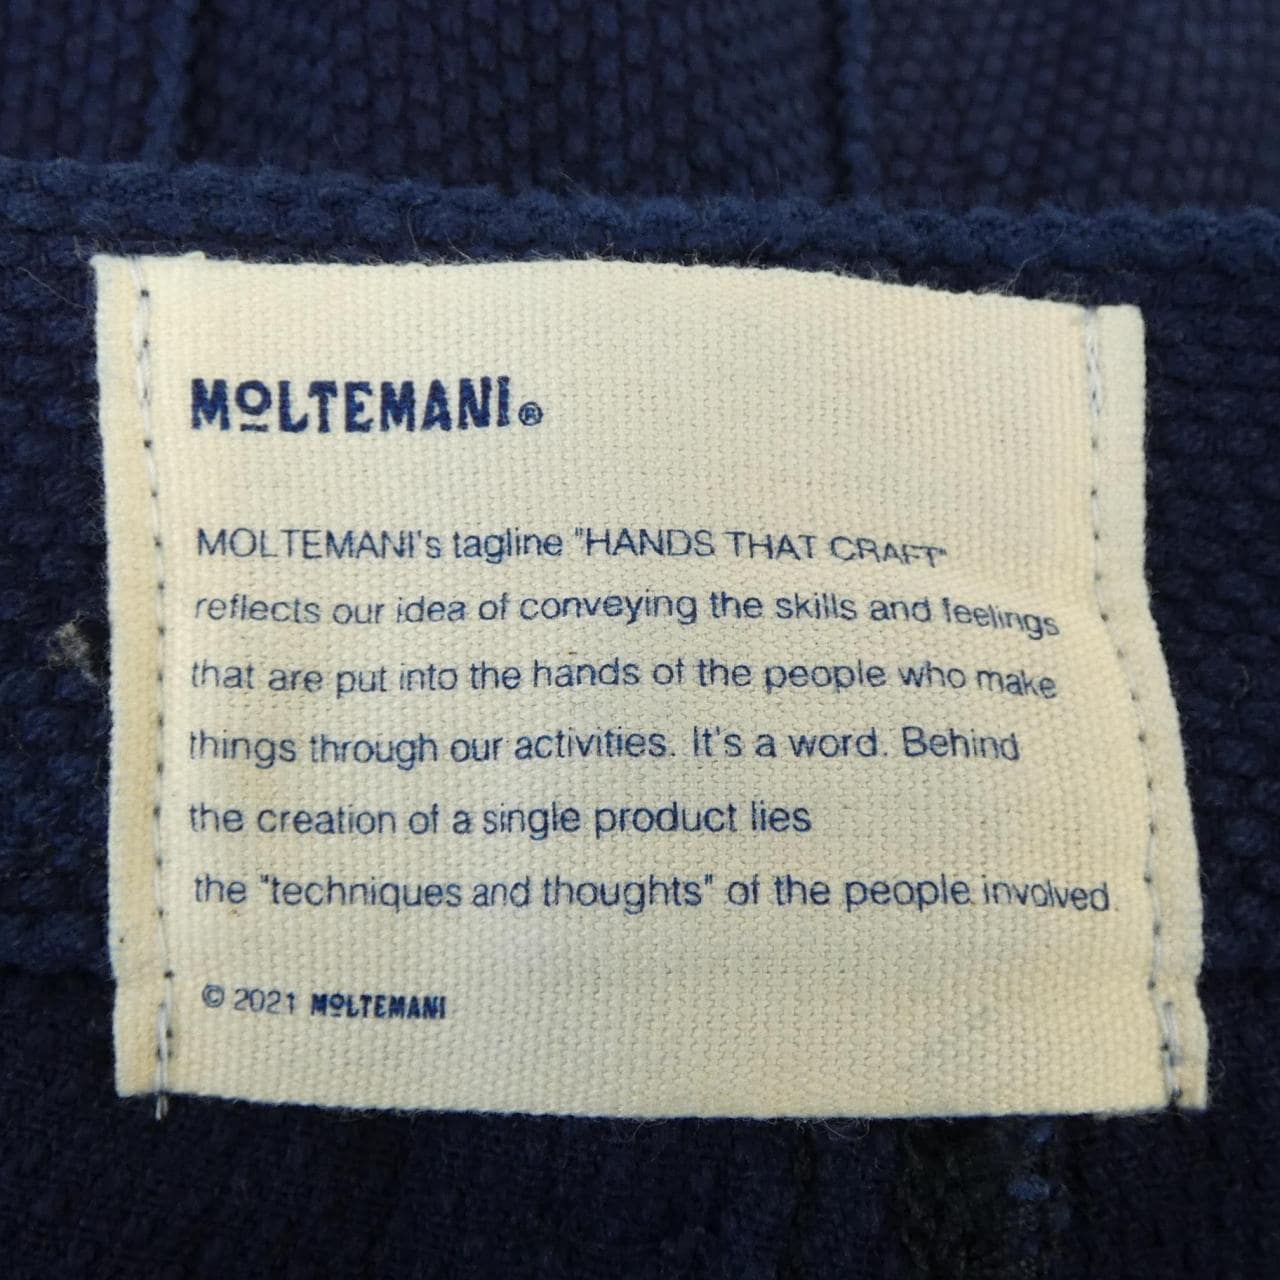 MOLTEMANI®
MOLTEMANI's tagline "HANDS THAT CRAFT"
reflects our idea of conveying the skills and feelings
that are put into the hands of the people who make
things through our activities. It's a word. Behind
the creation of a single product lies
the "techniques and thoughts" of the people involved.
© 2021 MOLTEMANI